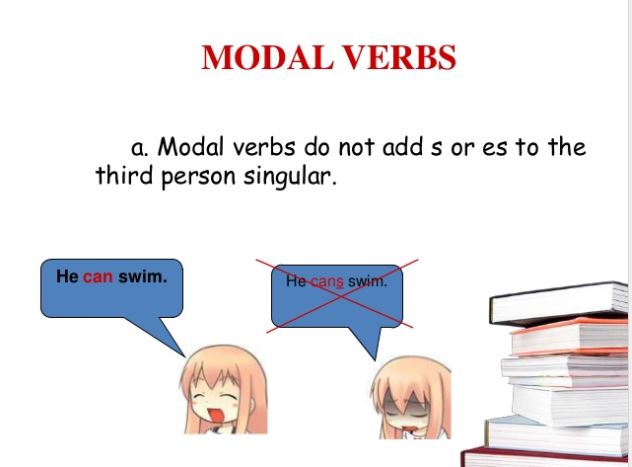 MODAL VERBS
a. Modal verbs do not add s or es to the
third person singular.
He can swim.
He cans swim.